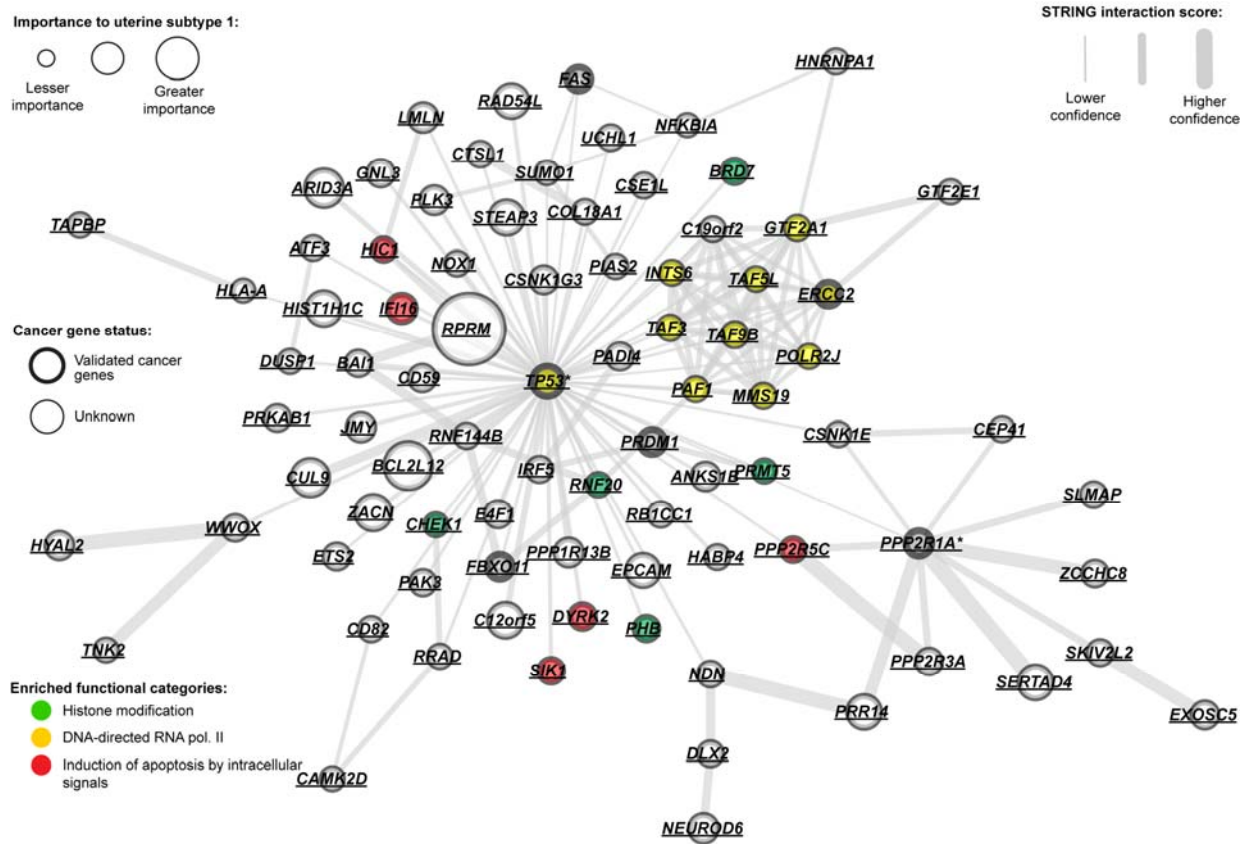 Importance to uterine subtype 1:
Lesser importance
Greater importance
STRING interaction score:
Lower confidence
Higher confidence
HNRNPA1
FAS
RAD54L
LMLN
UCHL1
NFKBIA
CTSL1
SUMO1
BRD7
GNL3
ARID3A
PLK3
CSE1L
GTF2E1
STEAP3
COL18A1
TAPBP
C19orf2
GTF2A1
ATF3
HIC1
NOX1
PIAS2
INTS6
TAF5L
CSNK1G3
HLA-A
ERCC2
HIST1H1C
IFI16
RPRM
TAF3
TAF9B
Cancer gene status:
Validated cancer genes
Unknown
DUSP1
BAI1
PADI4
POLR2J
CD59
TP53*
PAF1
MMS19
PRKAB1
JMY
RNF144B
PRDM1
CSNK1E
CEP41
BCL2L12
IRF5
CUL9
RNF20
ANKS1B
PRMT5
SLMAP
ZACN
CHEK1
E4F1
RB1CC1
WWOX
HYAL2
PPP2R5C
PPP2R1A*
ETS2
FBXO11
PPP1R13B
EPCAM
HABP4
ZCCHC8
PAK3
C12orf5
DYRK2
PHB
CD82
TNK2
RRAD
SIK1
NDN
PPP2R3A
SKIV2L2
SERTAD4
Enriched functional categories:
Histone modification
DNA-directed RNA pol. II
Induction of apoptosis by intracellular signals
PRR14
EXOSC5
DLX2
CAMK2D
NEUROD6